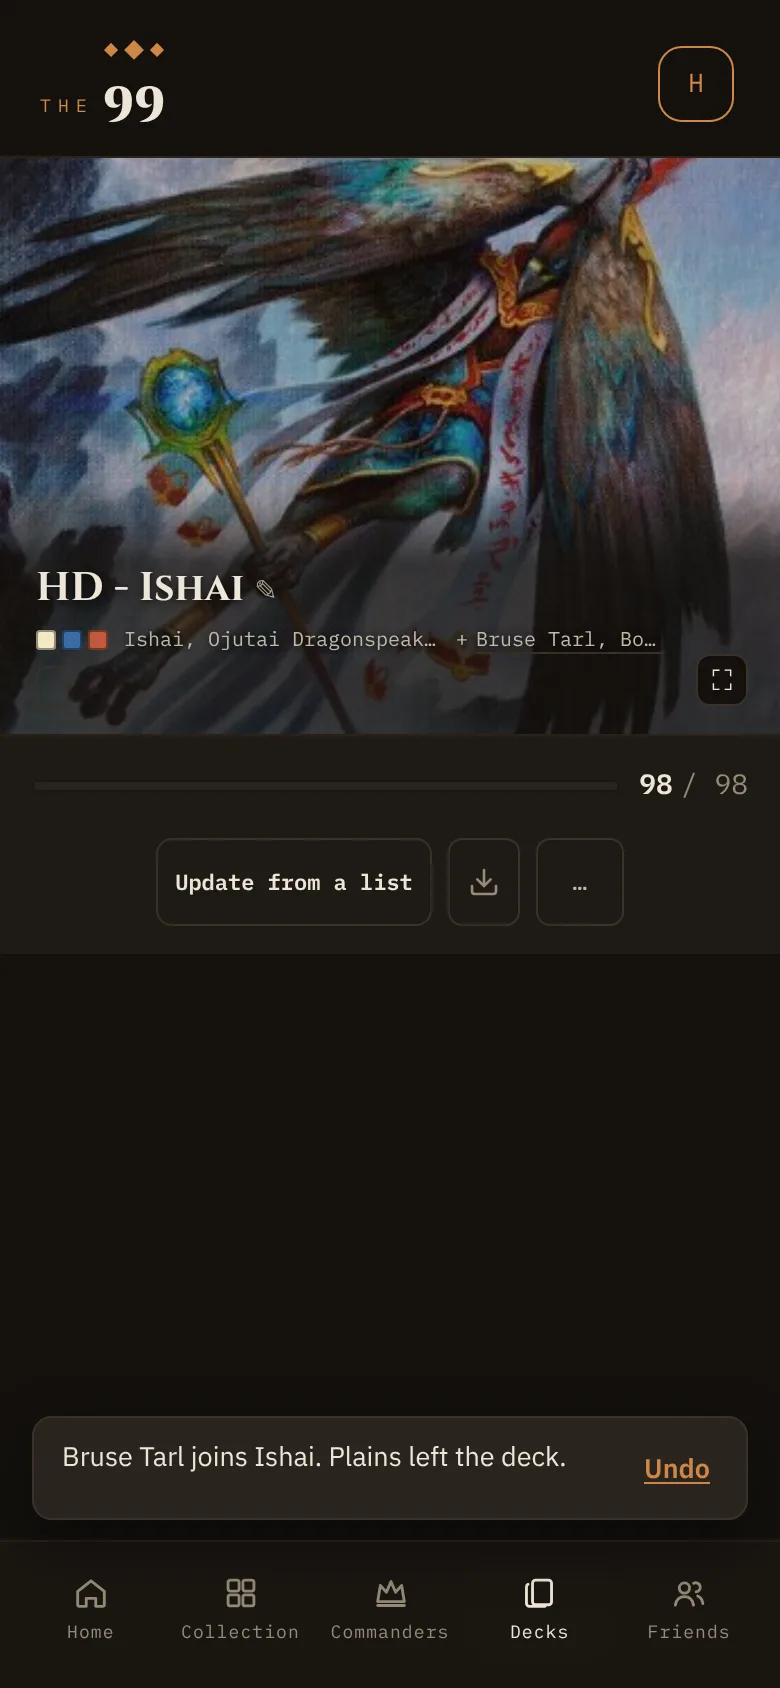 THE 99
H
HD - Ishai ✎
Ishai, Ojutai Dragonspeak… + Bruse Tarl, Bo…
98 / 98
Update from a list
…
Bruse Tarl joins Ishai. Plains left the deck.
Undo
Home Collection Commanders Decks Friends